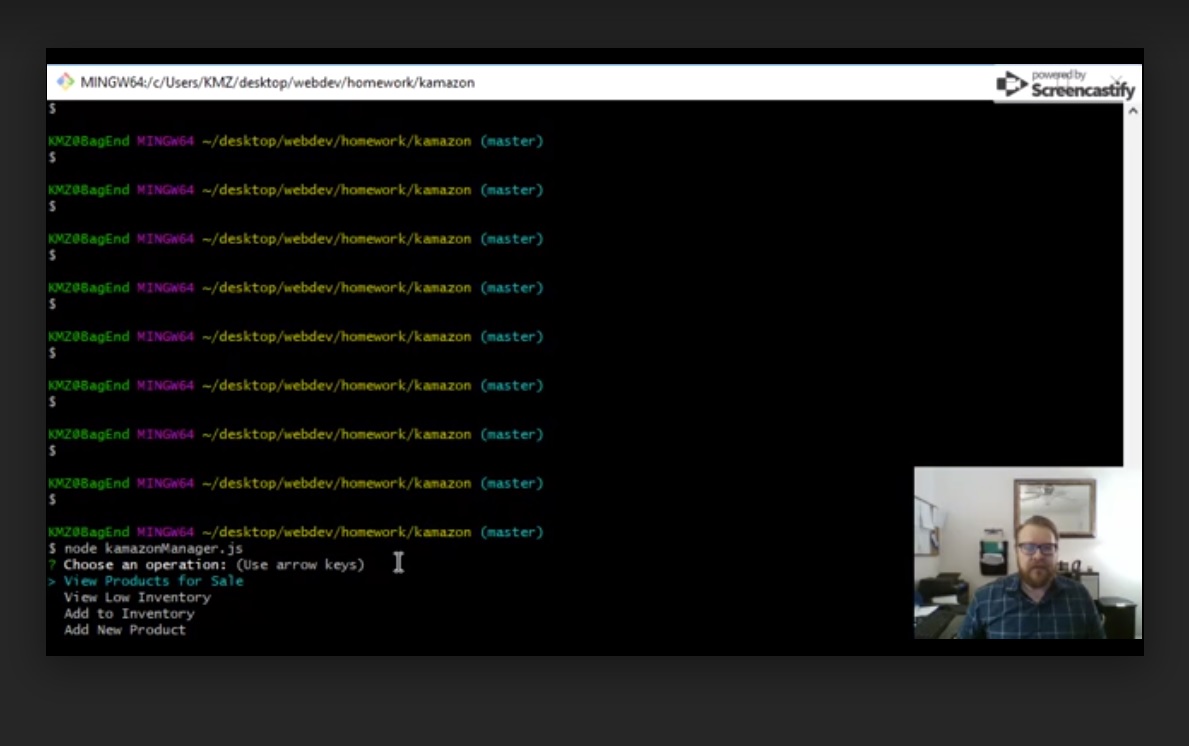 MINGW64:/c/Users/KMZ/desktop/webdev/homework/kamazon
powered by
Screencastify
$
KMZ@BagEnd MINGW64 ~/desktop/webdev/homework/kamazon (master)
$
KMZ@BagEnd MINGW64 ~/desktop/webdev/homework/kamazon (master)
$
KMZ@BagEnd MINGW64 ~/desktop/webdev/homework/kamazon (master)
$
KMZ@BagEnd MINGW64 ~/desktop/webdev/homework/kamazon (master)
$
KMZ@BagEnd MINGW64 ~/desktop/webdev/homework/kamazon (master)
$
KMZ@BagEnd MINGW64 ~/desktop/webdev/homework/kamazon (master)
$
KMZ@BagEnd MINGW64 ~/desktop/webdev/homework/kamazon (master)
$
KMZ@BagEnd MINGW64 ~/desktop/webdev/homework/kamazon (master)
$
KMZ@BagEnd MINGW64 ~/desktop/webdev/homework/kamazon (master)
$ node kamazonManager.js
? Choose an operation: (Use arrow keys)
> View Products for Sale
View Low Inventory
Add to Inventory
Add New Product